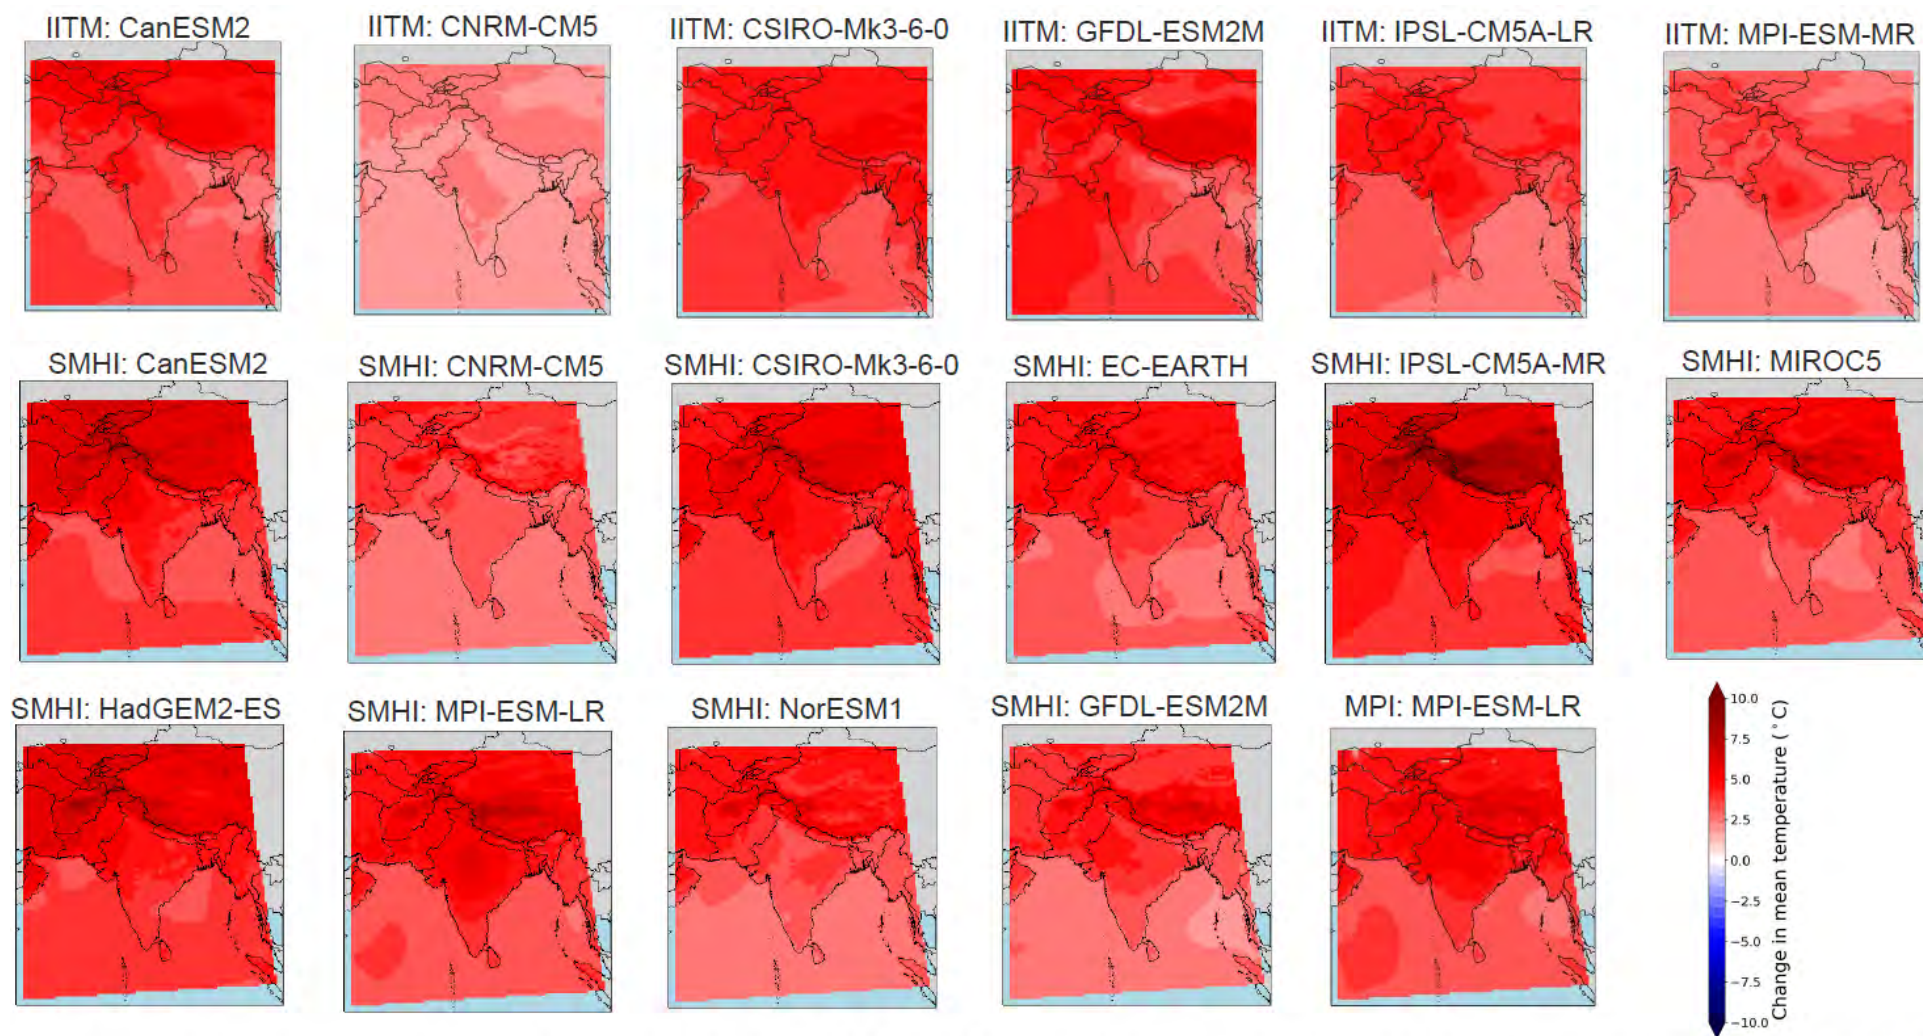 IITM: CanESM2
IITM: CNRM-CM5
IITM: CSIRO-Mk3-6-0
IITM: GFDL-ESM2M
IITM: IPSL-CM5A-LR
IITM: MPI-ESM-MR
SMHI: CanESM2
SMHI: CNRM-CM5
SMHI: CSIRO-Mk3-6-0
SMHI: EC-EARTH
SMHI: IPSL-CM5A-MR
SMHI: MIROC5
SMHI: HadGEM2-ES
SMHI: MPI-ESM-LR
SMHI: NorESM1
SMHI: GFDL-ESM2M
MPI: MPI-ESM-LR
10.0
7.5
5.0
2.5
0.0
−2.5
−5.0
−7.5
−10.0
Change in mean temperature (°C)